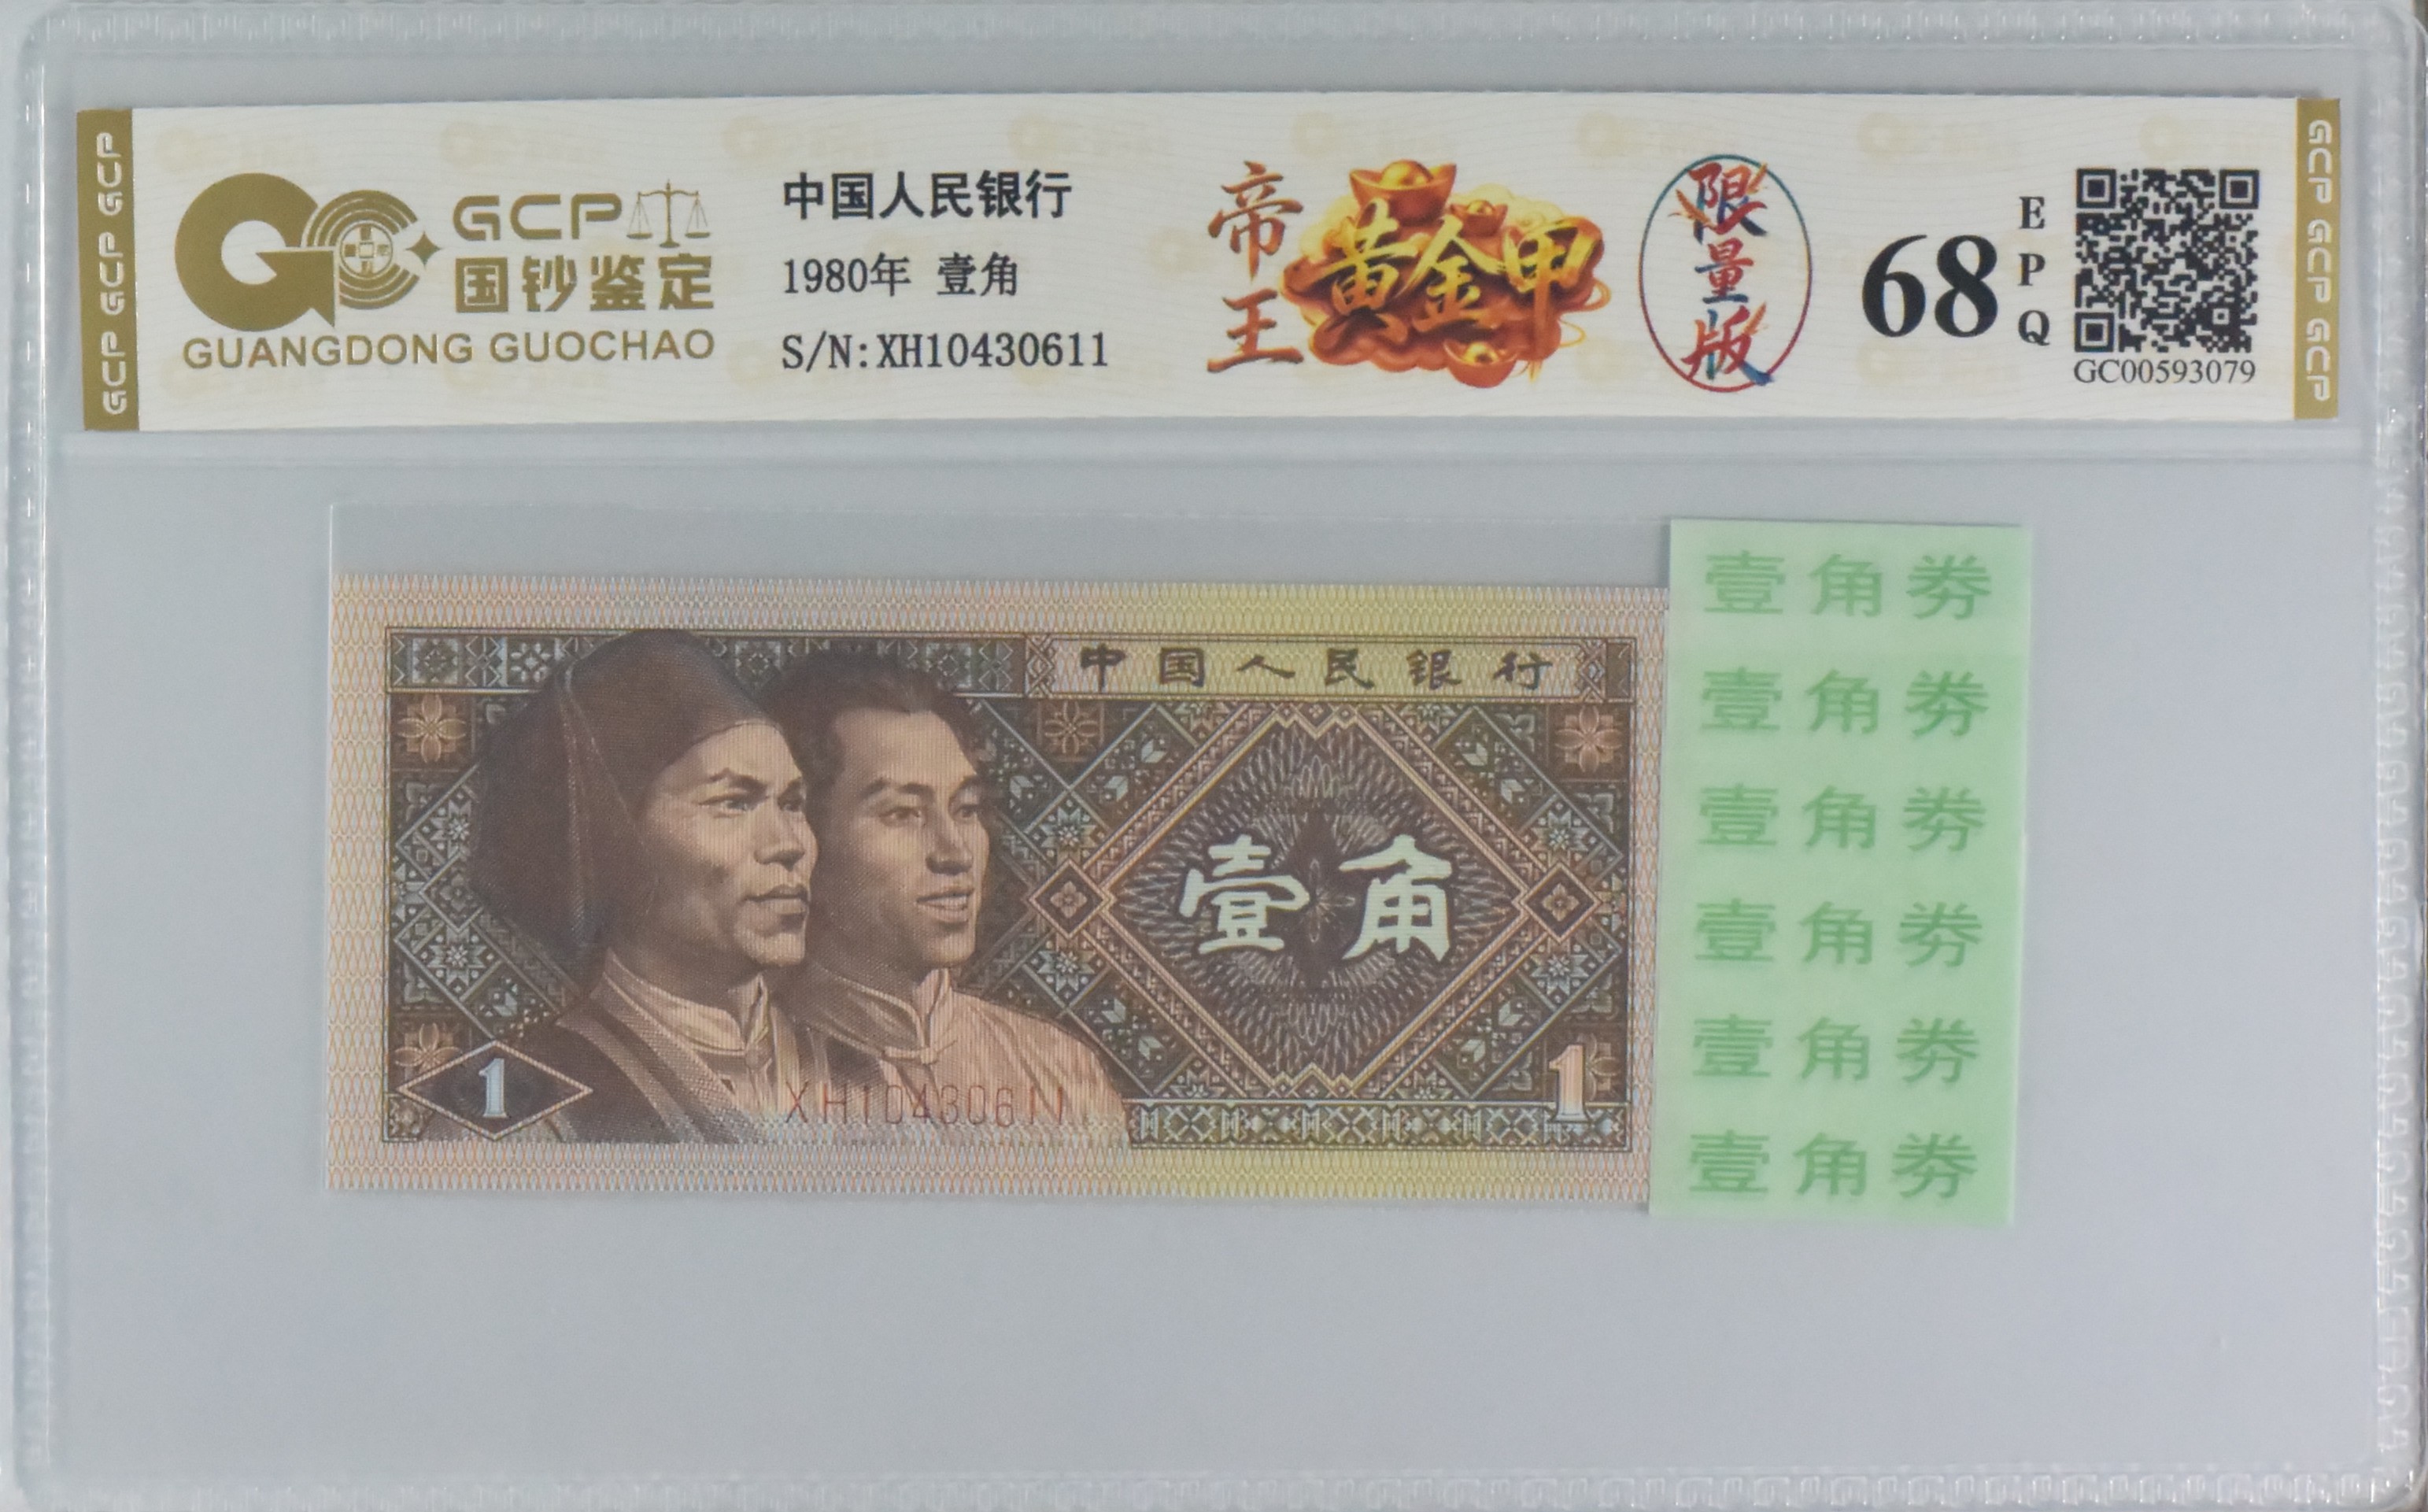 GCP
国钞鉴定
GUANGDONG GUOCHAO
中国人民银行
1980年 壹角
S/N:XH10430611
帝王
黄金甲
限量版
68
EPQ
GC00593079
GCP GCP GCP
GCP GCP GCP
中国人民银行
壹角
1
XH10430611
1
壹角券
壹角券
壹角券
壹角券
壹角券
壹角券